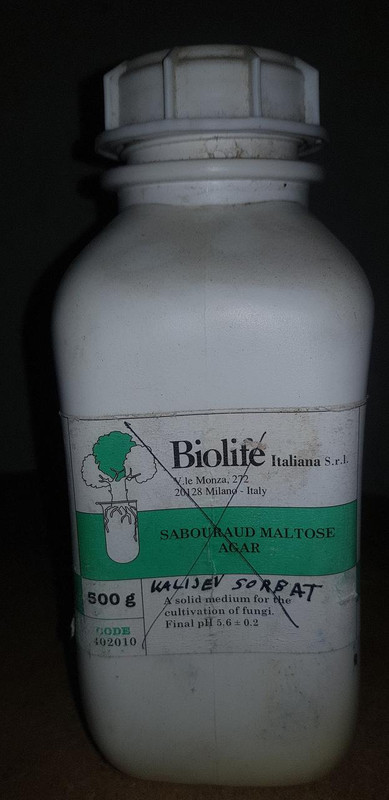 Biolife Italiana S.r.l.
V.le Monza, 272
20128 Milano - Italy
SABOURAUD MALTOSE
AGAR
500 g
KALIJEV SORBAT
A solid medium for the
cultivation of fungi.
Final pH 5.6 ± 0.2
CODE
402010